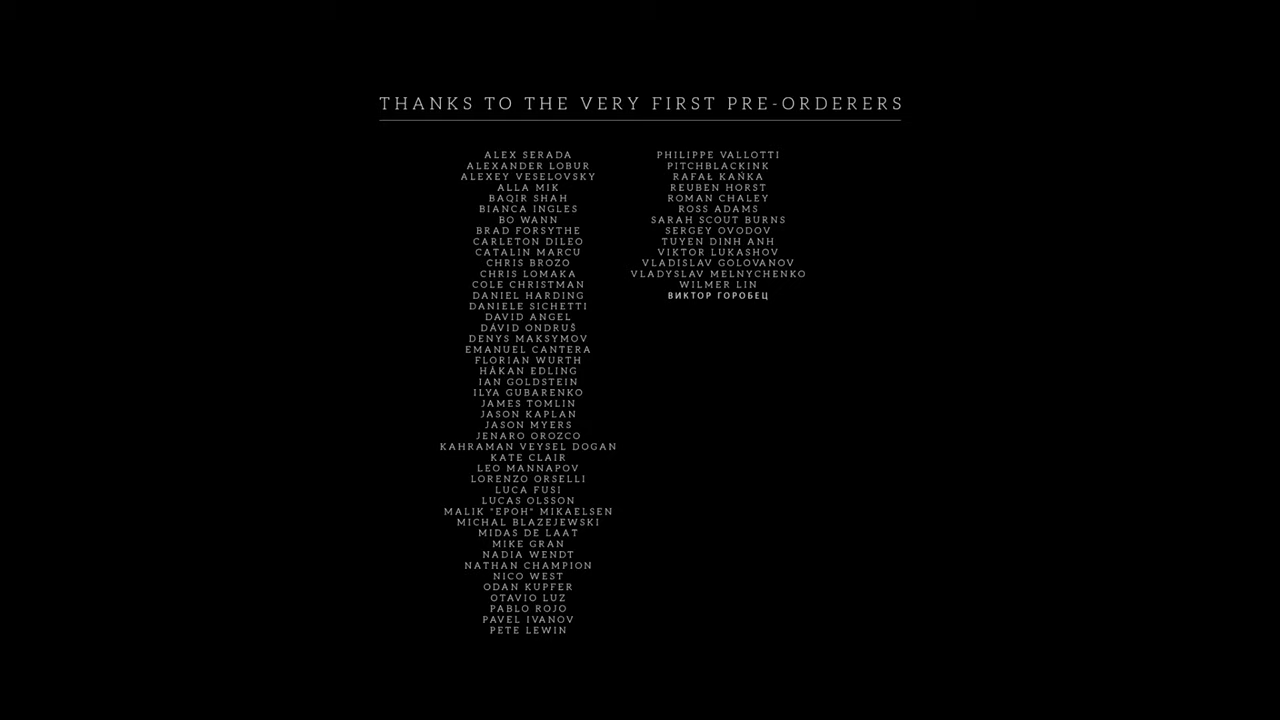 THANKS TO THE VERY FIRST PRE-ORDERERS
ALEX SERADA
ALEXANDER LOBUR
ALEXEY VESELOVSKY
ALLA MIK
BAQIR SHAH
BIANCA INGLES
BO WANN
BRAD FORSYTHE
CARLETON DILEO
CATALIN MARCU
CHRIS BROZO
CHRIS LOMAKA
COLE CHRISTMAN
DANIEL HARDING
DANIELE SICHETTI
DAVID ANGEL
DÁVID ONDRUŠ
DENYS MAKSYMOV
EMANUEL CANTERA
FLORIAN WURTH
HÅKAN EDLING
IAN GOLDSTEIN
ILYA GUBARENKO
JAMES TOMLIN
JASON KAPLAN
JASON MYERS
JENARO OROZCO
KAHRAMAN VEYSEL DOGAN
KATE CLAIR
LEO MANNAPOV
LORENZO ORSELLI
LUCA FUSI
LUCAS OLSSON
MALIK "EPOH" MIKAELSEN
MICHAL BLAZEJEWSKI
MIDAS DE LAAT
MIKE GRAN
NADIA WENDT
NATHAN CHAMPION
NICO WEST
ODAN KUPFER
OTAVIO LUZ
PABLO ROJO
PAVEL IVANOV
PETE LEWIN
PHILIPPE VALLOTTI
PITCHBLACKINK
RAFAŁ KAŃKA
REUBEN HORST
ROMAN CHALEY
ROSS ADAMS
SARAH SCOUT BURNS
SERGEY OVODOV
TUYEN DINH ANH
VIKTOR LUKASHOV
VLADISLAV GOLOVANOV
VLADYSLAV MELNYCHENKO
WILMER LIN
ВИКТОР ГОРОБЕЦ